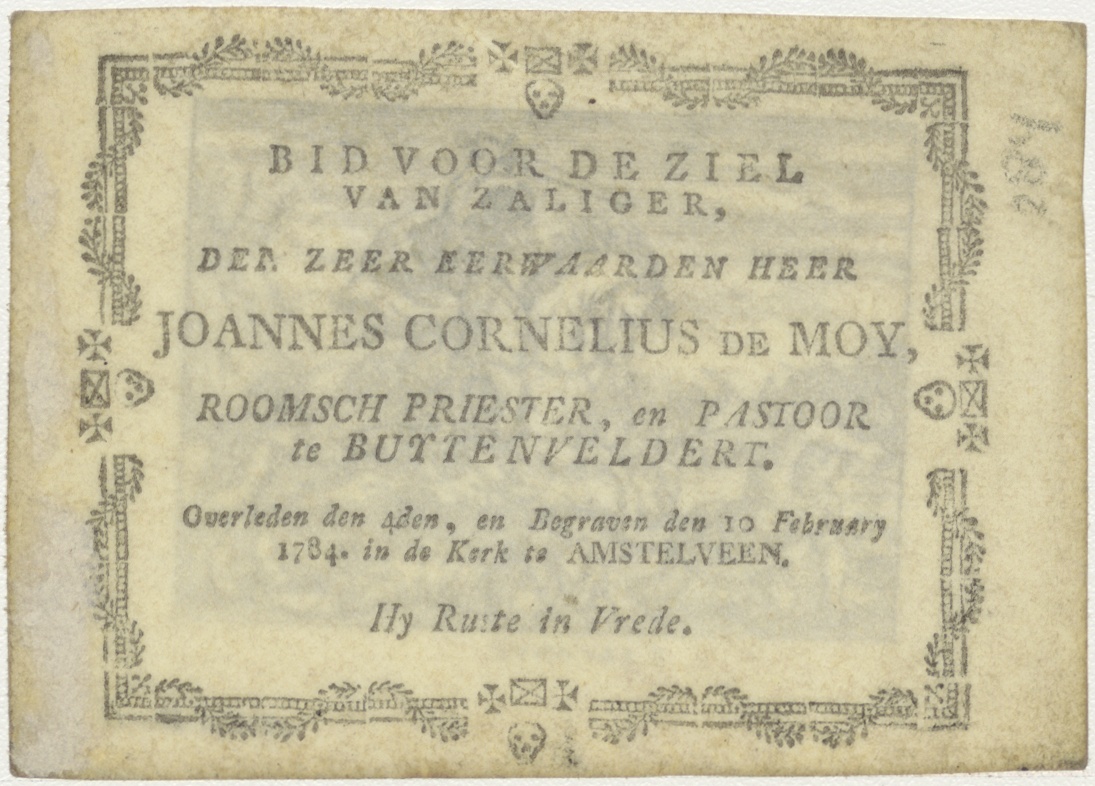 BID VOOR DE ZIEL
VAN ZALIGER,
DEN ZEER EERWAARDEN HEER
JOANNES CORNELIUS DE MOY,
ROOMSCH PRIESTER, en PASTOOR
te BUYTENVELDERT.
Overleden den 4den, en Begraven den 10 February
1784. in de Kerk te AMSTELVEEN.
Hy Ruste in Vrede.